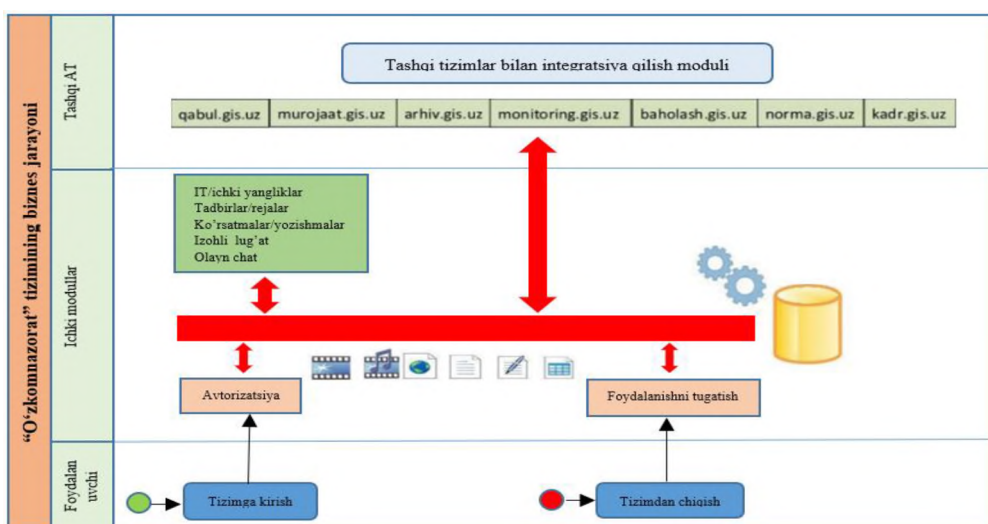 “O‘zkomnazorat” tizimining biznes jarayoni
Tashqi AT
Tashqi tizimlar bilan integratsiya qilish moduli
qabul.gis.uz murojaat.gis.uz arhiv.gis.uz monitoring.gis.uz baholash.gis.uz norma.gis.uz kadr.gis.uz
Ichki modullar
IT/ichki yangliklar
Tadbirlar/rejalar
Ko’rsatmalar/yozishmalar
Izohli lug’at
Olayn chat
Avtorizatsiya
Foydalanishni tugatish
Foydalan
uvchi
Tizimga kirish
Tizimdan chiqish